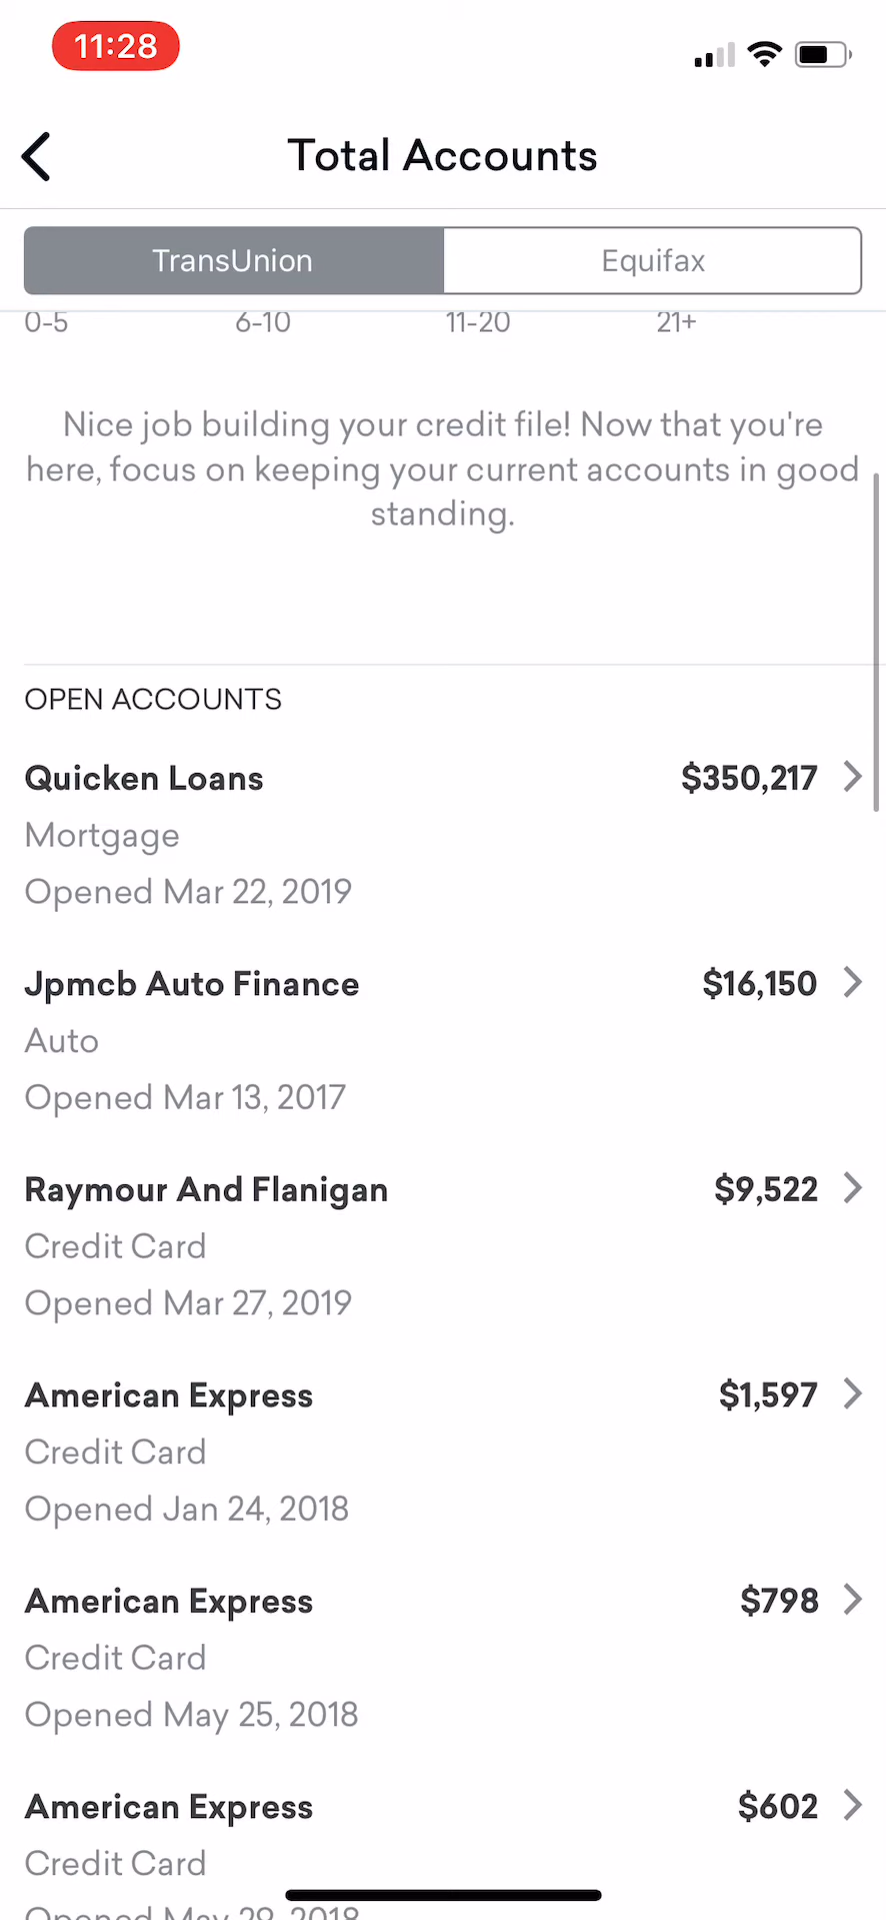 11:28
Total Accounts
TransUnion Equifax
0-5 6-10 11-20 21+
Nice job building your credit file! Now that you're
here, focus on keeping your current accounts in good
standing.
OPEN ACCOUNTS
Quicken Loans $350,217
Mortgage
Opened Mar 22, 2019
Jpmcb Auto Finance $16,150
Auto
Opened Mar 13, 2017
Raymour And Flanigan $9,522
Credit Card
Opened Mar 27, 2019
American Express $1,597
Credit Card
Opened Jan 24, 2018
American Express $798
Credit Card
Opened May 25, 2018
American Express $602
Credit Card
Opened May 29, 2018